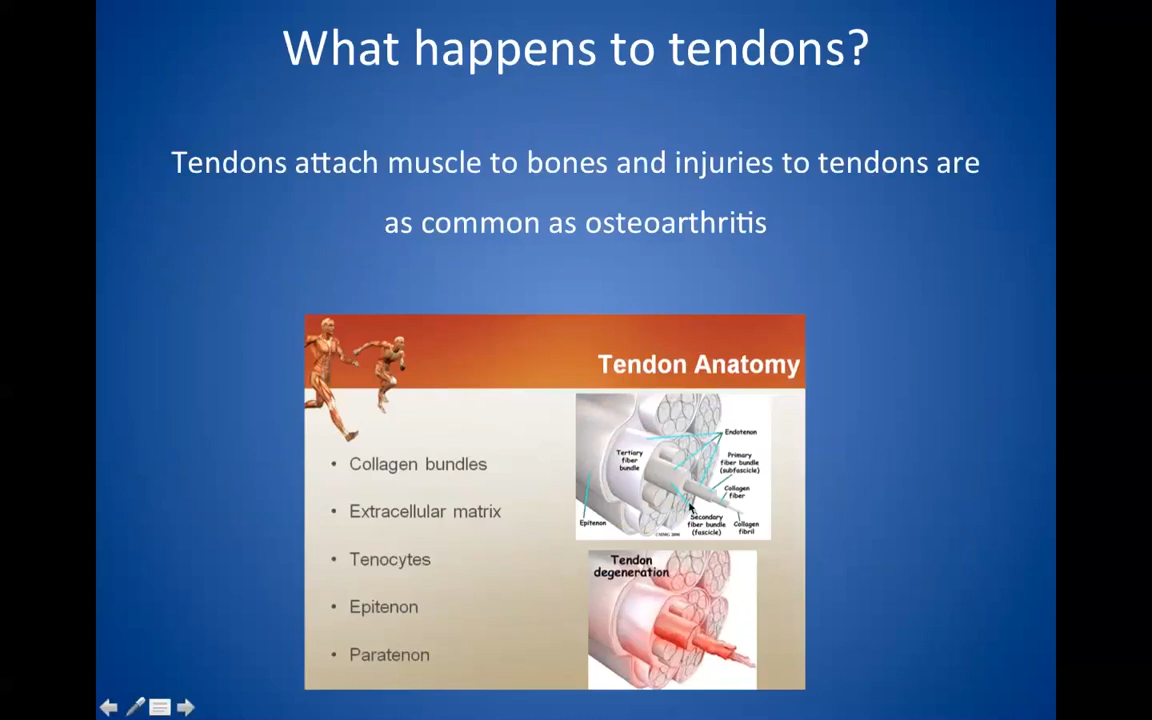 What happens to tendons?
Tendons attach muscle to bones and injuries to tendons are
as common as osteoarthritis
Tendon Anatomy
• Collagen bundles
• Extracellular matrix
• Tenocytes
• Epitenon
• Paratenon
Endotenon
Tertiary
fiber
bundle
Primary
fiber bundle
(subfascicle)
Collagen
fiber
Epitenon
Secondary
fiber bundle
(fascicle)
Collagen
fibril
Tendon
degeneration